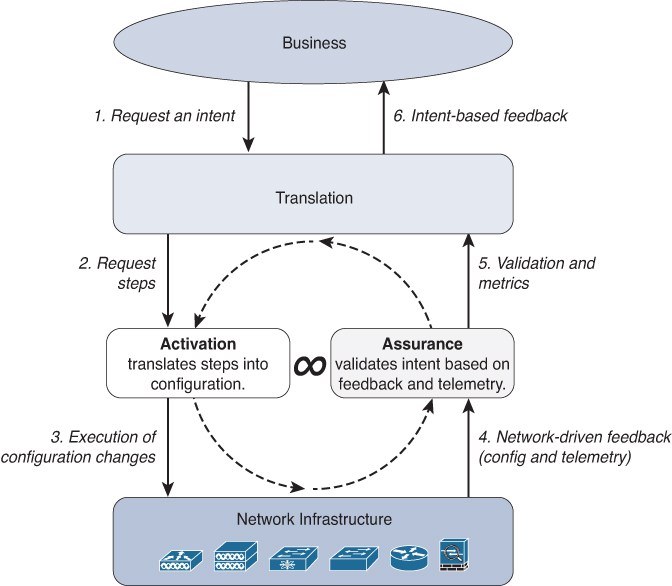 Business
1. Request an intent
6. Intent-based feedback
Translation
2. Request
steps
5. Validation and
metrics
Activation
translates steps into
configuration.
∞
Assurance
validates intent based on
feedback and telemetry.
3. Execution of
configuration changes
4. Network-driven feedback
(config and telemetry)
Network Infrastructure